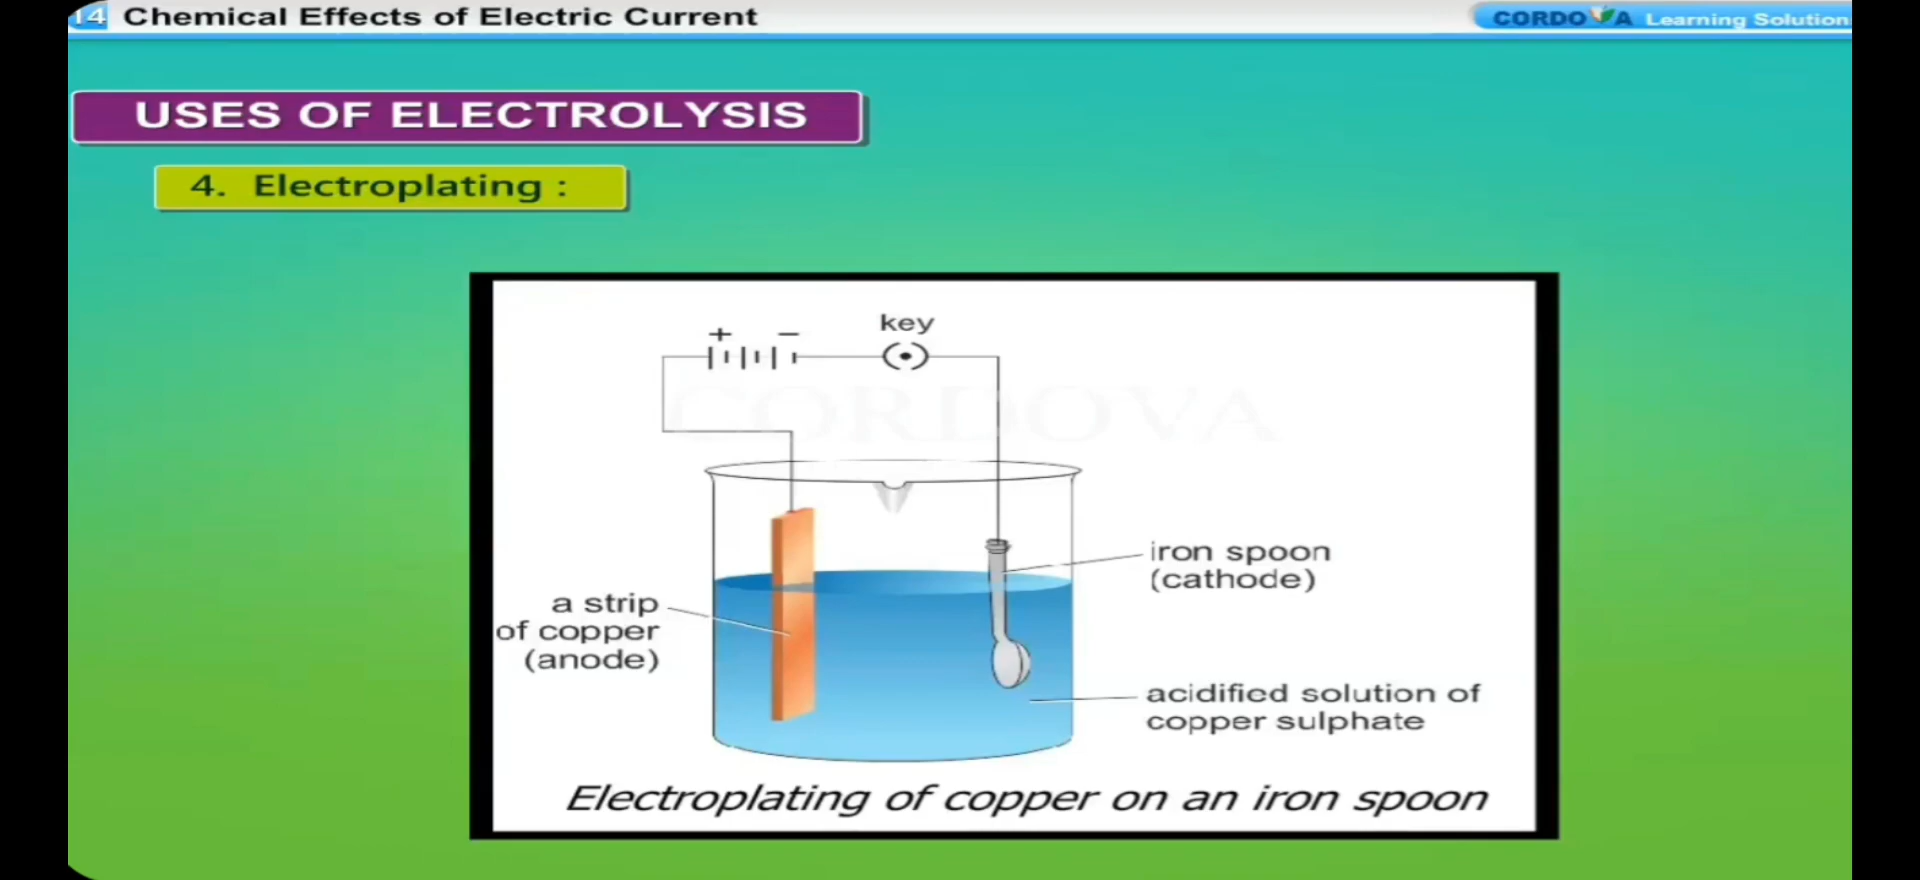 14 Chemical Effects of Electric Current
CORDOVA Learning Solution
USES OF ELECTROLYSIS
4. Electroplating :
+ −
key
CORDOVA
iron spoon
(cathode)
a strip
of copper
(anode)
acidified solution of
copper sulphate
Electroplating of copper on an iron spoon